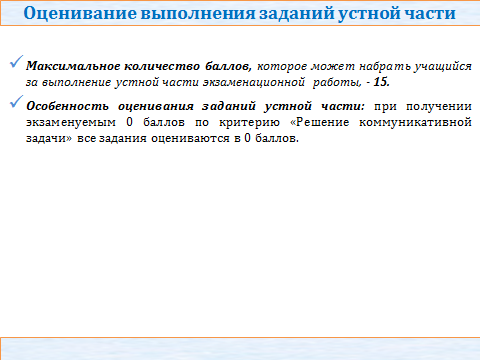 Оценивание выполнения заданий устной части
Максимальное количество баллов, которое может набрать учащийся
за выполнение устной части экзаменационной работы, - 15.
Особенность оценивания заданий устной части: при получении
экзаменуемым 0 баллов по критерию «Решение коммуникативной
задачи» все задания оцениваются в 0 баллов.